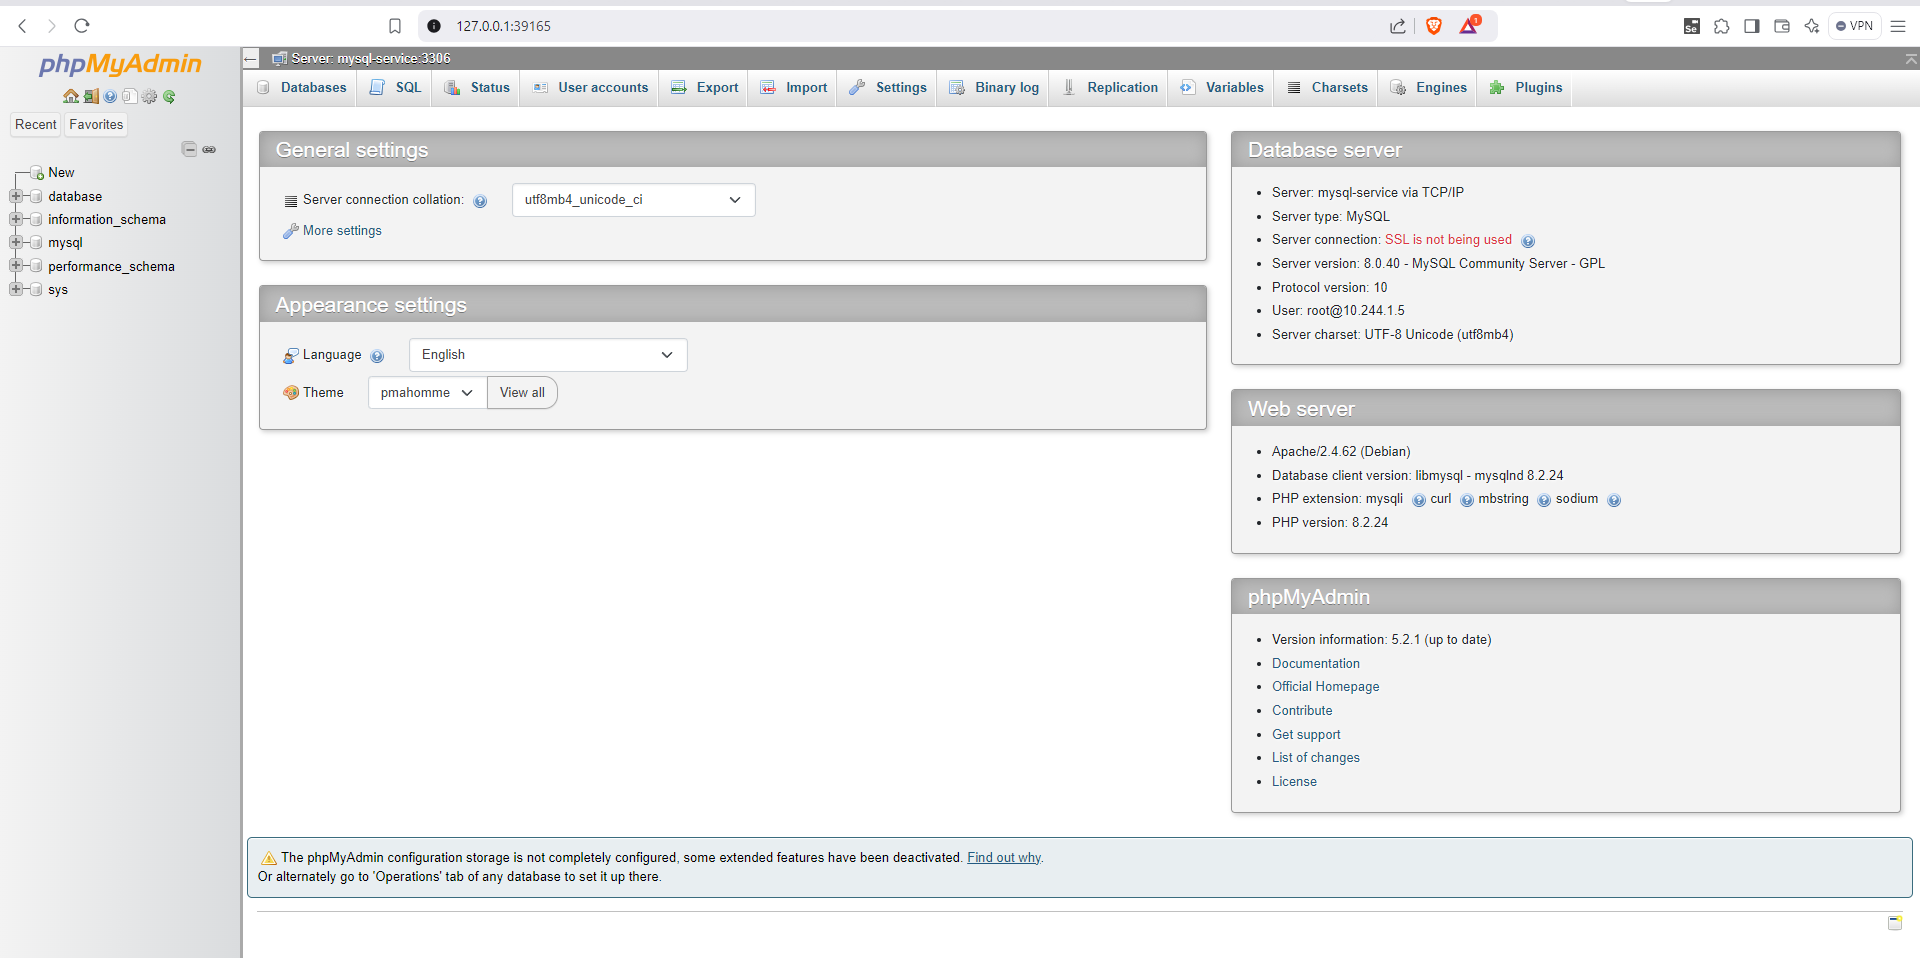 127.0.0.1:39165
Se
1
VPN
phpMyAdmin
Recent
Favorites
New
database
information_schema
mysql
performance_schema
sys
Server: mysql-service:3306
Databases
SQL
Status
User accounts
Export
Import
Settings
Binary log
Replication
Variables
Charsets
Engines
Plugins
General settings
Server connection collation:
utf8mb4_unicode_ci
More settings
Appearance settings
Language
English
Theme
pmahomme
View all
Database server
Server: mysql-service via TCP/IP
Server type: MySQL
Server connection: SSL is not being used
Server version: 8.0.40 - MySQL Community Server - GPL
Protocol version: 10
User: root@10.244.1.5
Server charset: UTF-8 Unicode (utf8mb4)
Web server
Apache/2.4.62 (Debian)
Database client version: libmysql - mysqlnd 8.2.24
PHP extension: mysqli curl mbstring sodium
PHP version: 8.2.24
phpMyAdmin
Version information: 5.2.1 (up to date)
Documentation
Official Homepage
Contribute
Get support
List of changes
License
The phpMyAdmin configuration storage is not completely configured, some extended features have been deactivated. Find out why.
Or alternately go to 'Operations' tab of any database to set it up there.